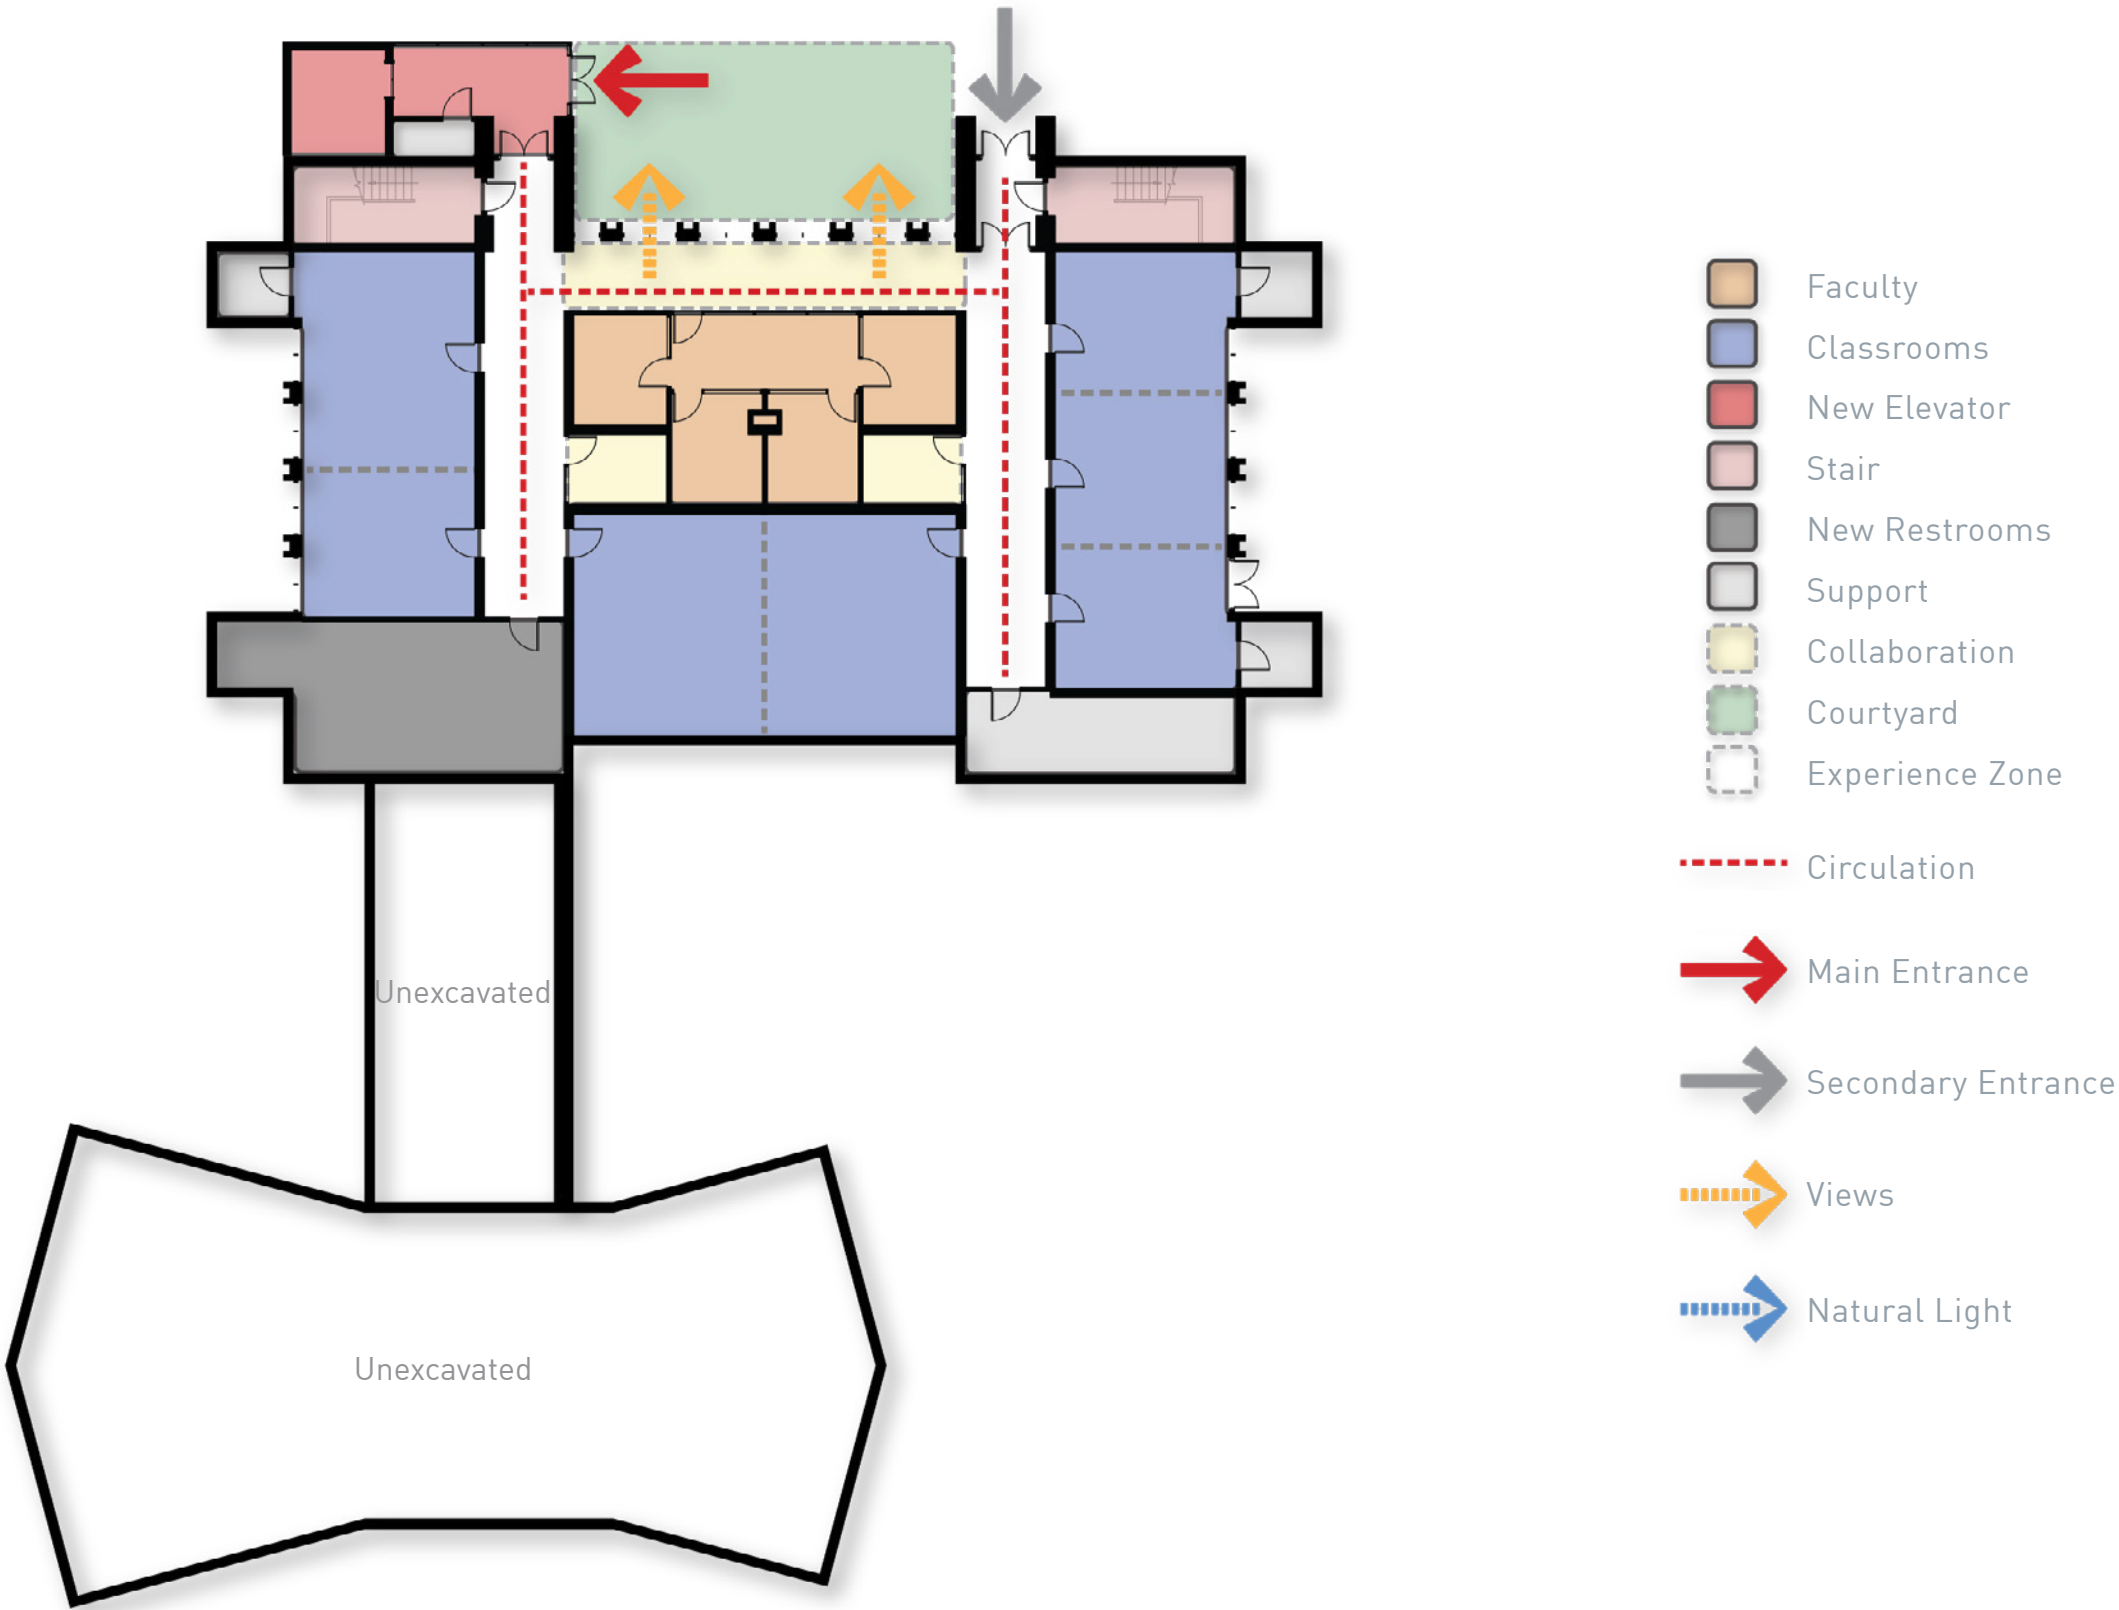 Faculty
Classrooms
New Elevator
Stair
New Restrooms
Support
Collaboration
Courtyard
Experience Zone
Circulation
Main Entrance
Secondary Entrance
Views
Natural Light
Unexcavated
Unexcavated